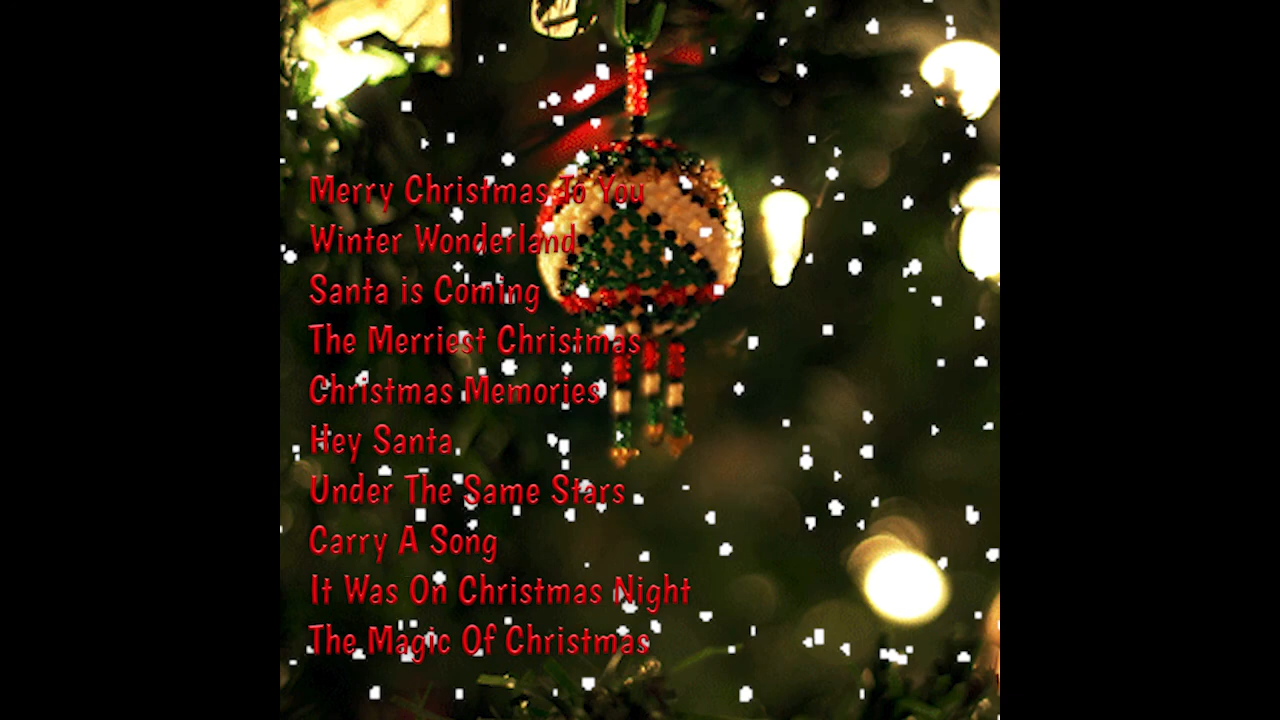 Merry Christmas To You
Winter Wonderland
Santa is Coming
The Merriest Christmas
Christmas Memories
Hey Santa
Under The Same Stars
Carry A Song
It Was On Christmas Night
The Magic Of Christmas